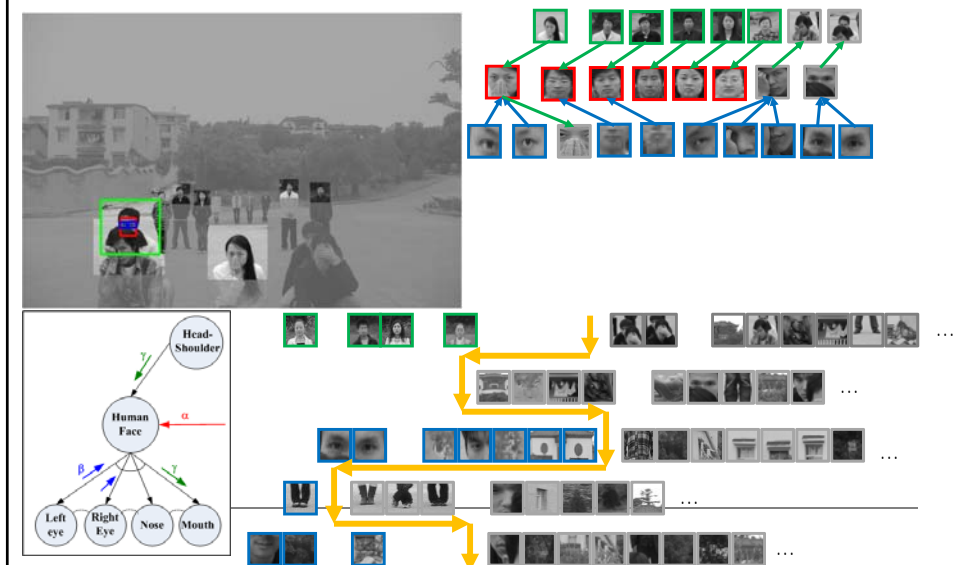 Head-
Shoulder
γ
Human
Face
α
β
γ
Left
eye
Right
Eye
Nose
Mouth
...
...
...
...
...